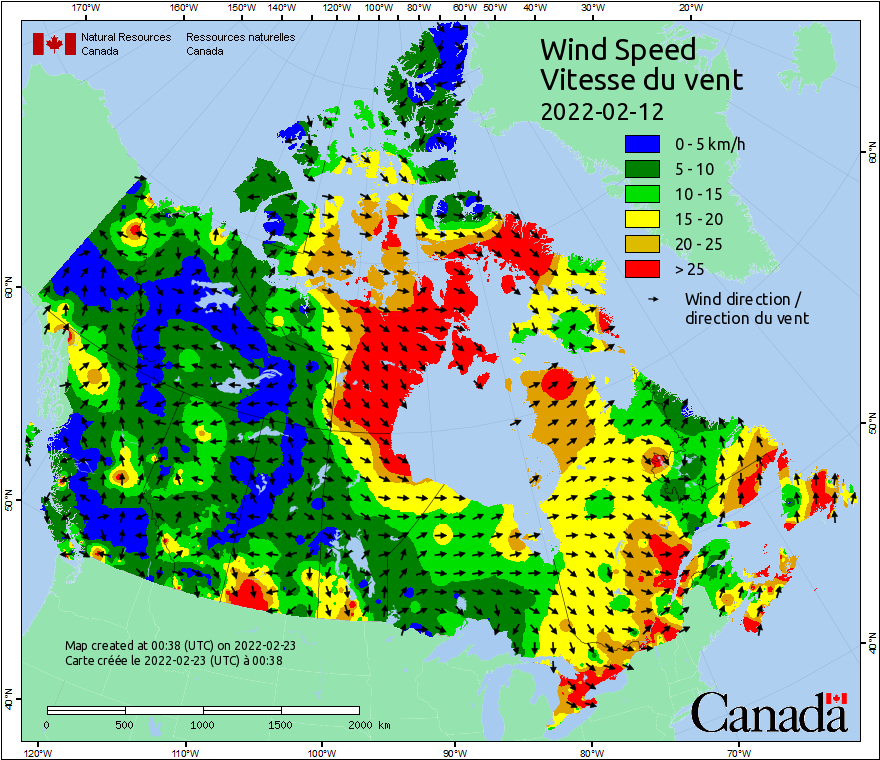 170°W 160°W 150°W 140°W 130°W 120°W 110°W 100°W 90°W 80°W 70°W 60°W 50°W 40°W 30°W 20°W
Natural Resources Ressources naturelles
Canada Canada
Wind Speed
Vitesse du vent
2022-02-12
0 - 5 km/h
5 - 10
10 - 15
15 - 20
20 - 25
> 25
Wind direction /
direction du vent
60°N
60°N
50°N
50°N
40°N
40°N
Map created at 00:38 (UTC) on 2022-02-23
Carte créée le 2022-02-23 (UTC) à 00:38
0 500 1000 1500 2000 km
Canada
120°W 110°W 100°W 90°W 80°W 70°W